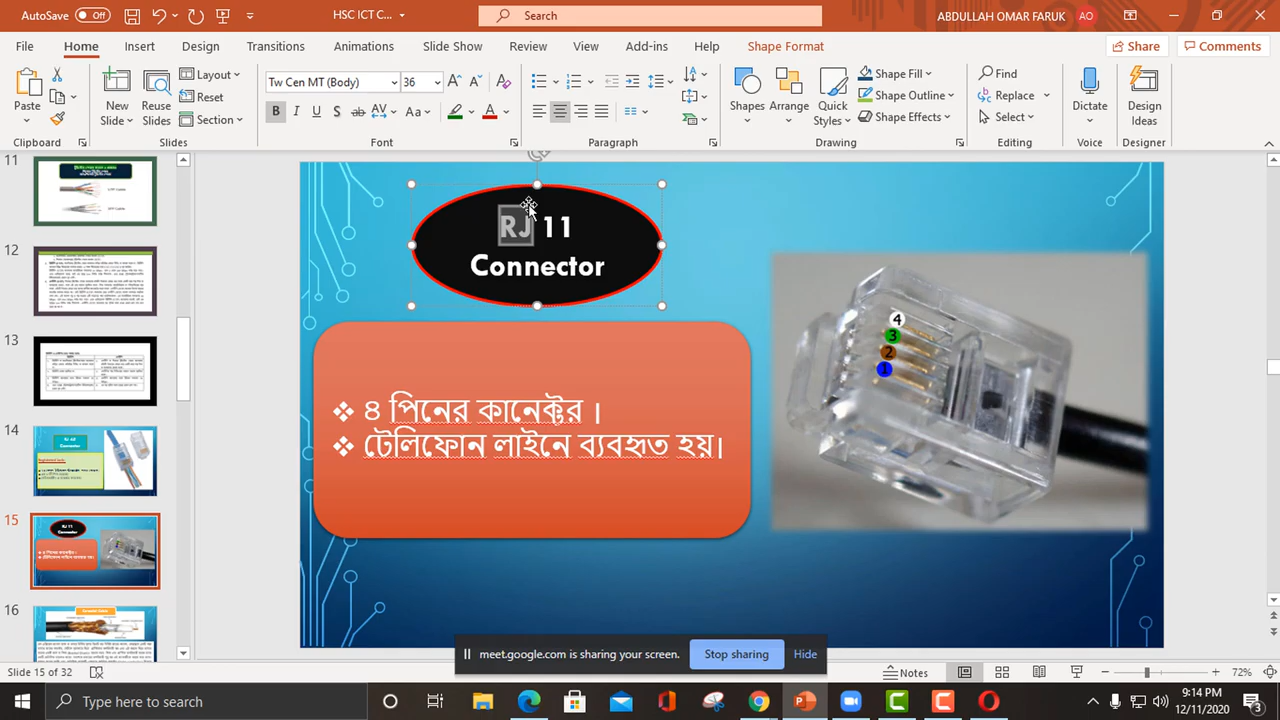 AutoSave Off HSC ICT C... Search ABDULLAH OMAR FARUK AO
File Home Insert Design Transitions Animations Slide Show Review View Add-ins Help Shape Format Share Comments
Paste New Slide Reuse Slides Layout Reset Section Tw Cen MT (Body) 36 Shapes Arrange Quick Styles Shape Fill Shape Outline Shape Effects Find Replace Select Dictate Design Ideas
Clipboard Slides Font Paragraph Drawing Editing Voice Designer
11
12
13
14
15
16
RJ 11
Connector
৪ পিনের কানেক্টর ।
টেলিফোন লাইনে ব্যবহৃত হয়।
4
3
2
1
meet.google.com is sharing your screen. Stop sharing Hide
Slide 15 of 32 Notes 72%
Type here to search
9:14 PM
12/11/2020
3